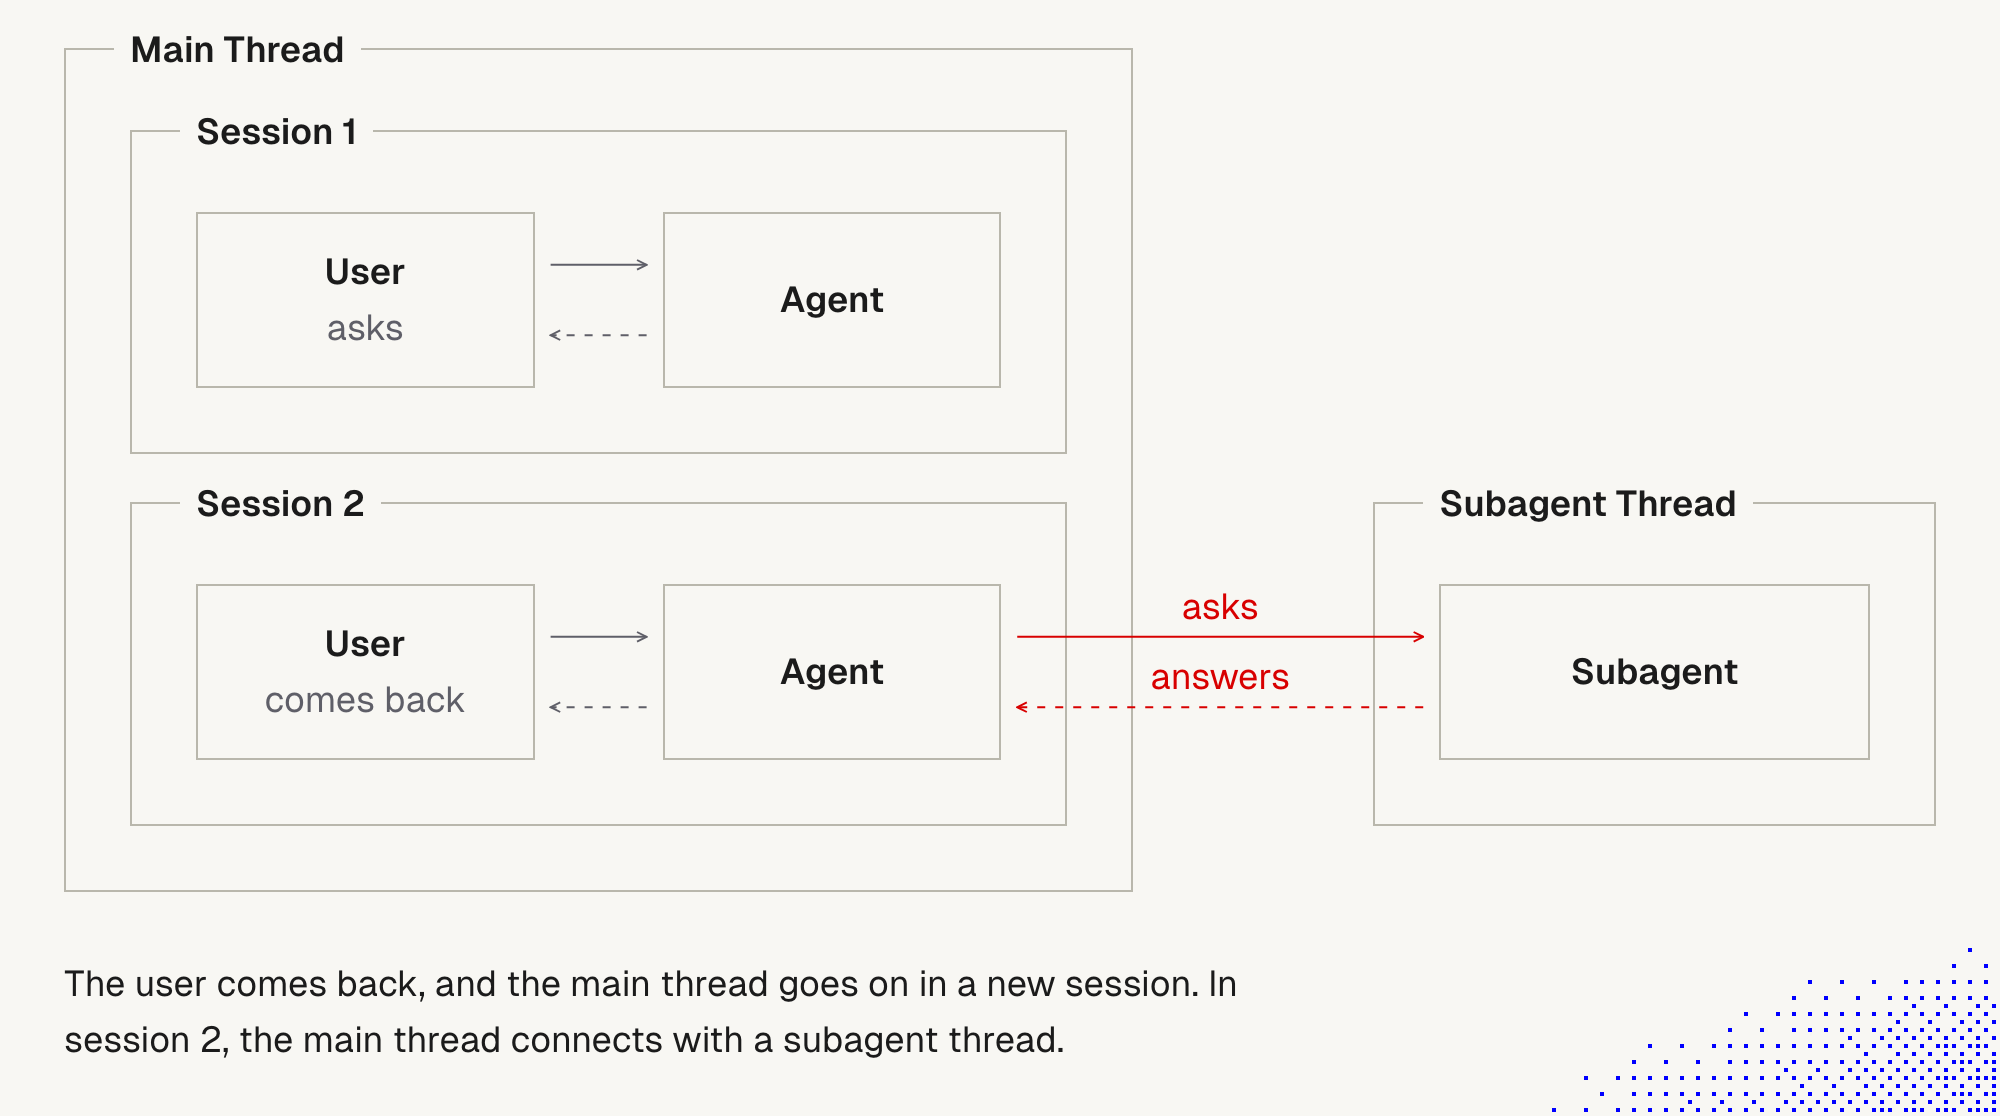 Main Thread
Session 1
User
asks
Agent
Session 2
User
comes back
Agent
asks
answers
Subagent Thread
Subagent
The user comes back, and the main thread goes on in a new session. In
session 2, the main thread connects with a subagent thread.